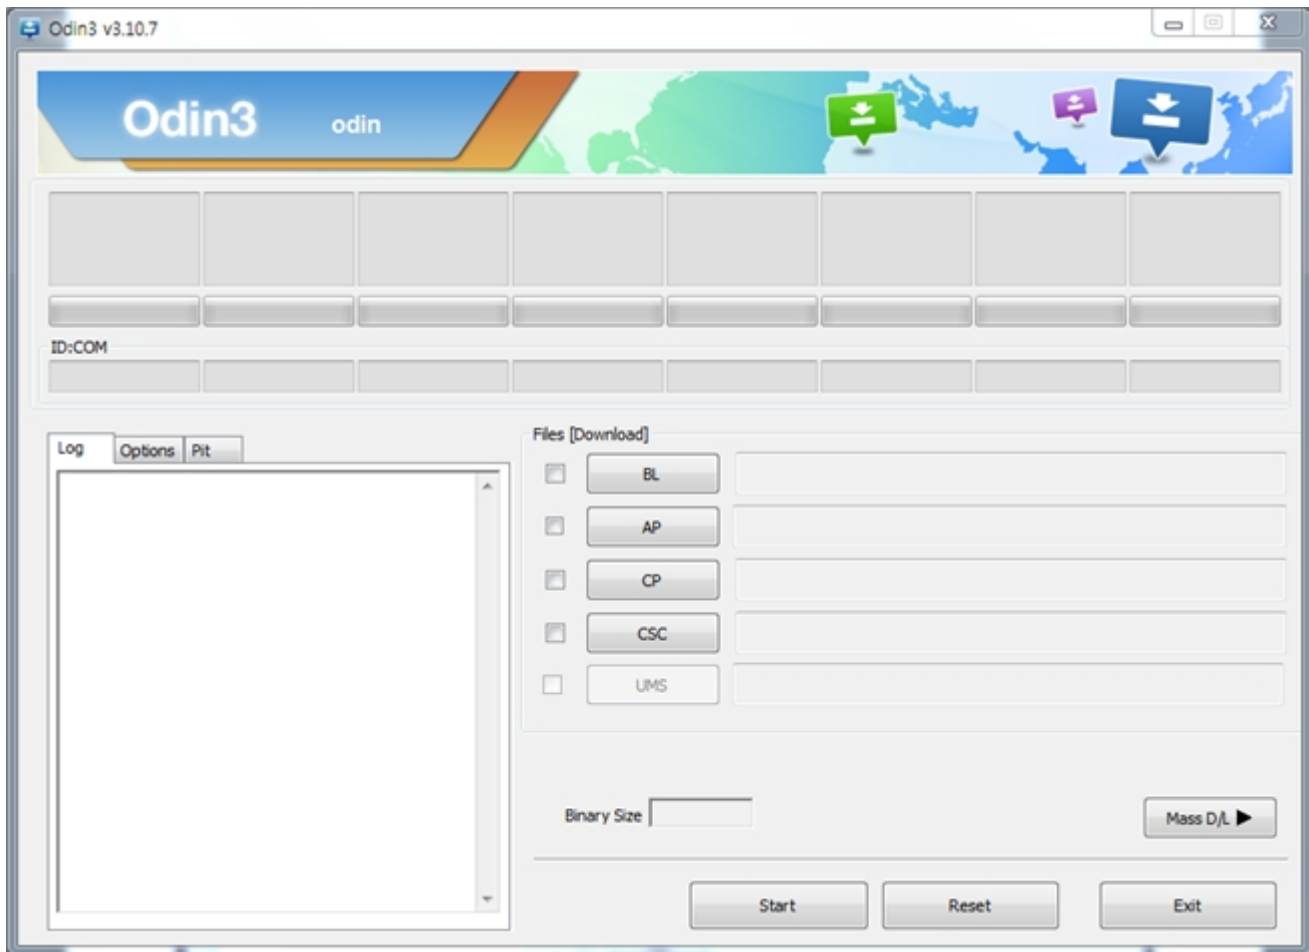 Odin3 v3.10.7
Odin3 odin
ID:COM
Log Options Pit
Files [Download]
BL
AP
CP
CSC
UMS
Binary Size
Mass D/L ▶
Start Reset Exit